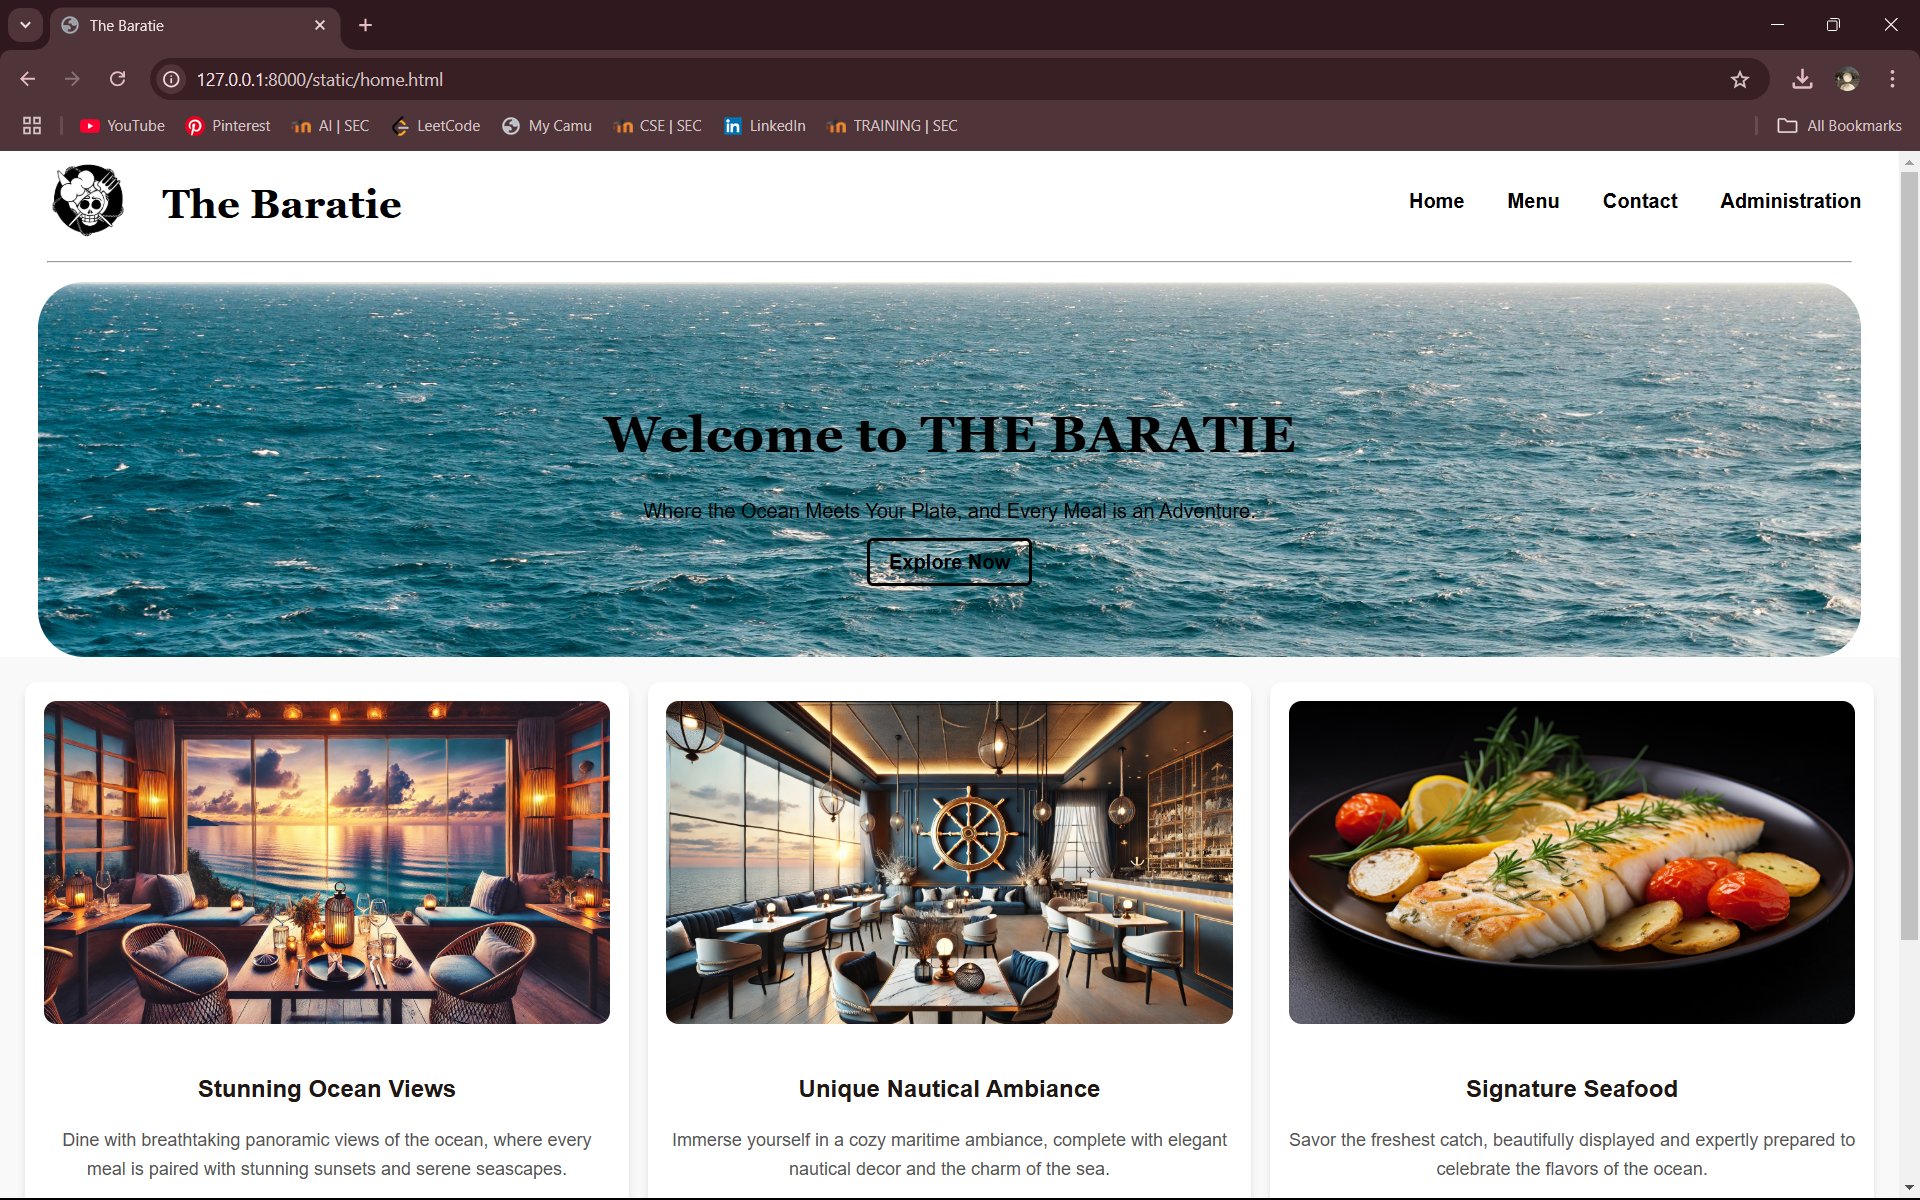 The Baratie
127.0.0.1:8000/static/home.html
YouTube Pinterest AI | SEC LeetCode My Camu CSE | SEC LinkedIn TRAINING | SEC All Bookmarks
The Baratie
Home Menu Contact Administration
Welcome to THE BARATIE
Where the Ocean Meets Your Plate, and Every Meal is an Adventure.
Explore Now
Stunning Ocean Views
Dine with breathtaking panoramic views of the ocean, where every
meal is paired with stunning sunsets and serene seascapes.
Unique Nautical Ambiance
Immerse yourself in a cozy maritime ambiance, complete with elegant
nautical decor and the charm of the sea.
Signature Seafood
Savor the freshest catch, beautifully displayed and expertly prepared to
celebrate the flavors of the ocean.